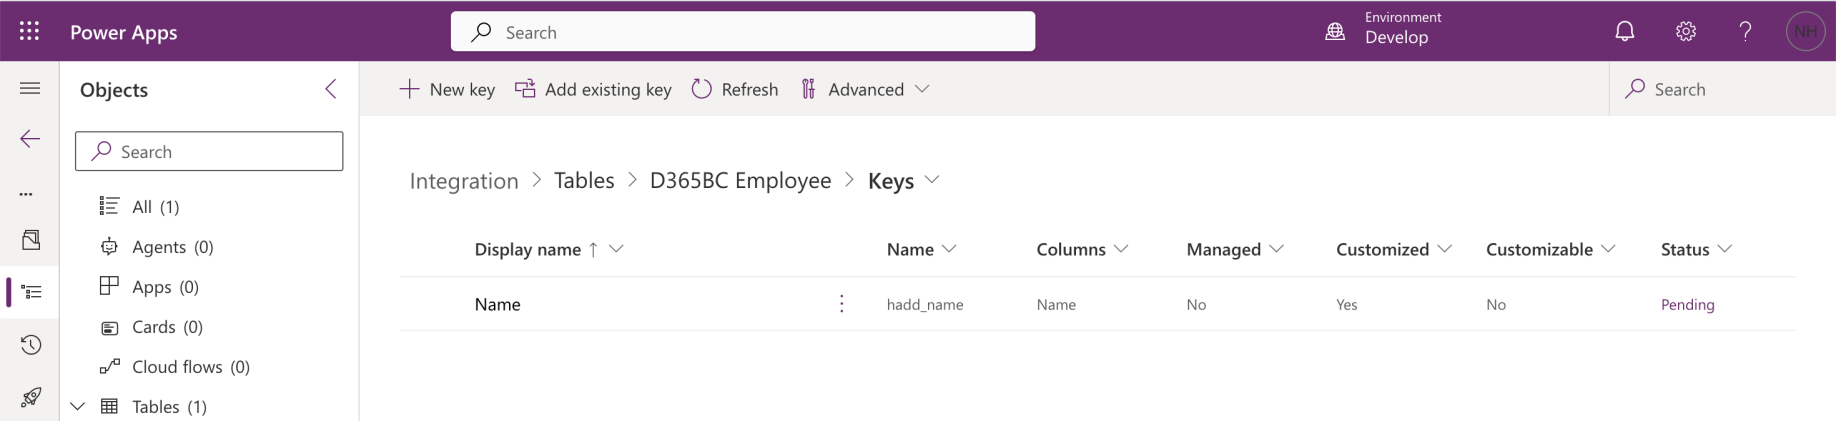 Power Apps
Search
Environment
Develop
NH
Objects
Search
All (1)
Agents (0)
Apps (0)
Cards (0)
Cloud flows (0)
Tables (1)
New key
Add existing key
Refresh
Advanced
Search
Integration > Tables > D365BC Employee > Keys
Display name ↑ Name Columns Managed Customized Customizable Status
Name hadd_name Name No Yes No Pending